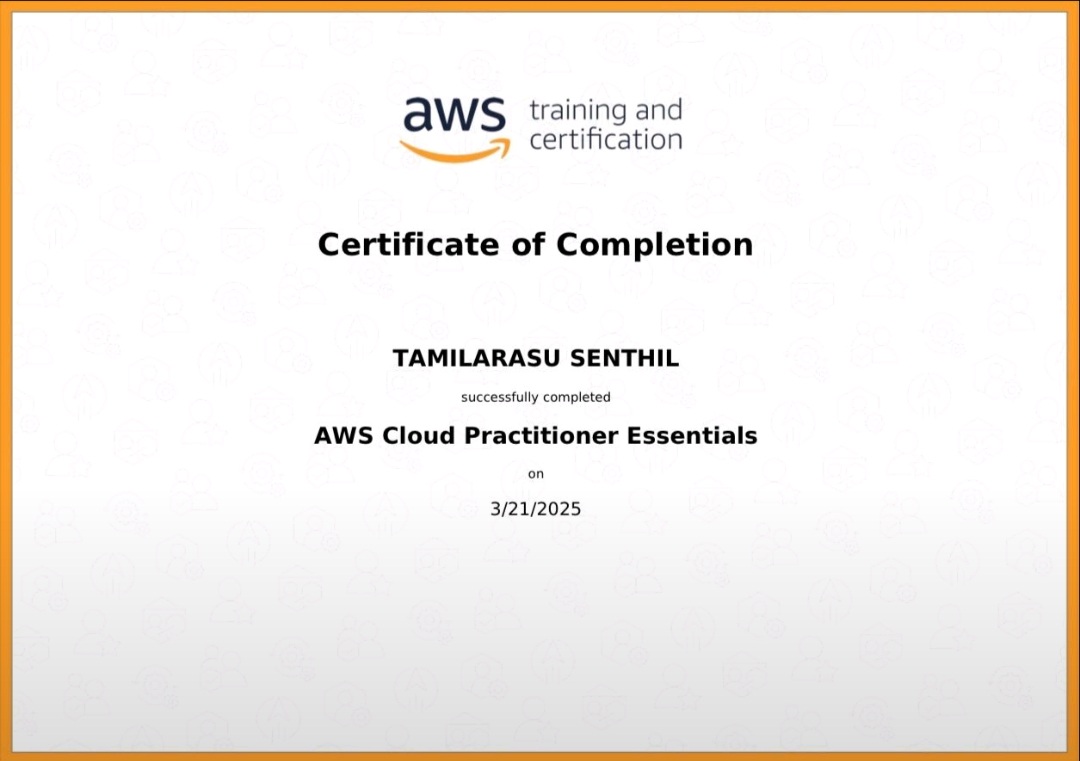 aws training and
certification
Certificate of Completion
TAMILARASU SENTHIL
successfully completed
AWS Cloud Practitioner Essentials
on
3/21/2025